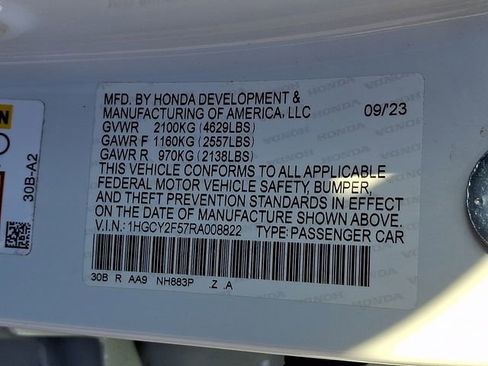 MFD. BY HONDA DEVELOPMENT &
MANUFACTURING OF AMERICA, LLC 09/23
GVWR 2100KG (4629LBS)
GAWR F 1160KG (2557LBS)
GAWR R 970KG (2138LBS)
THIS VEHICLE CONFORMS TO ALL APPLICABLE
FEDERAL MOTOR VEHICLE SAFETY, BUMPER,
AND THEFT PREVENTION STANDARDS IN EFFECT
ON THE DATE OF MANUFACTURE SHOWN ABOVE.
V.I.N.: 1HGCY2F57RA008822 TYPE: PASSENGER CAR
30B R AA9 NH883P .Z .A
30B-A2
HONDA